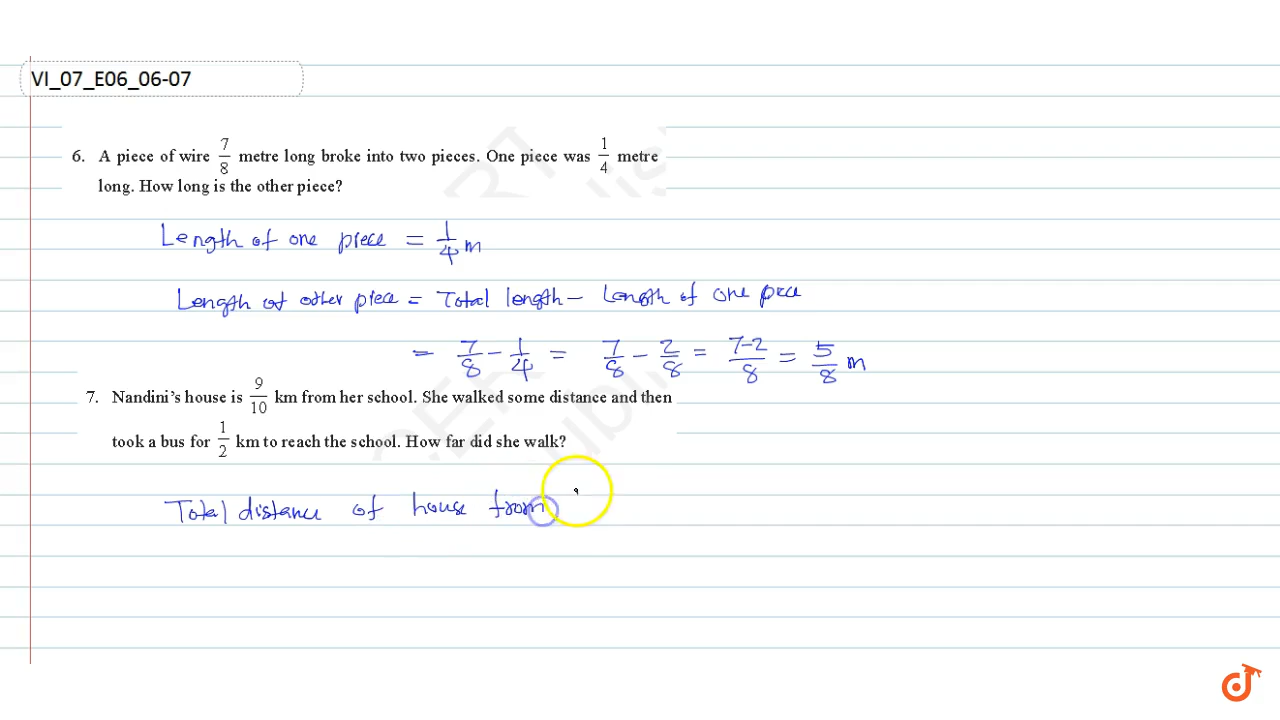 VI_07_E06_06-07
6. A piece of wire 7/8 metre long broke into two pieces. One piece was 1/4 metre
long. How long is the other piece?
Length of one piece = 1/4 m
Length of other piece = Total length - Length of one piece
= 7/8 - 1/4 = 7/8 - 2/8 = 7-2/8 = 5/8 m
7. Nandini's house is 9/10 km from her school. She walked some distance and then
took a bus for 1/2 km to reach the school. How far did she walk?
Total distance of house from